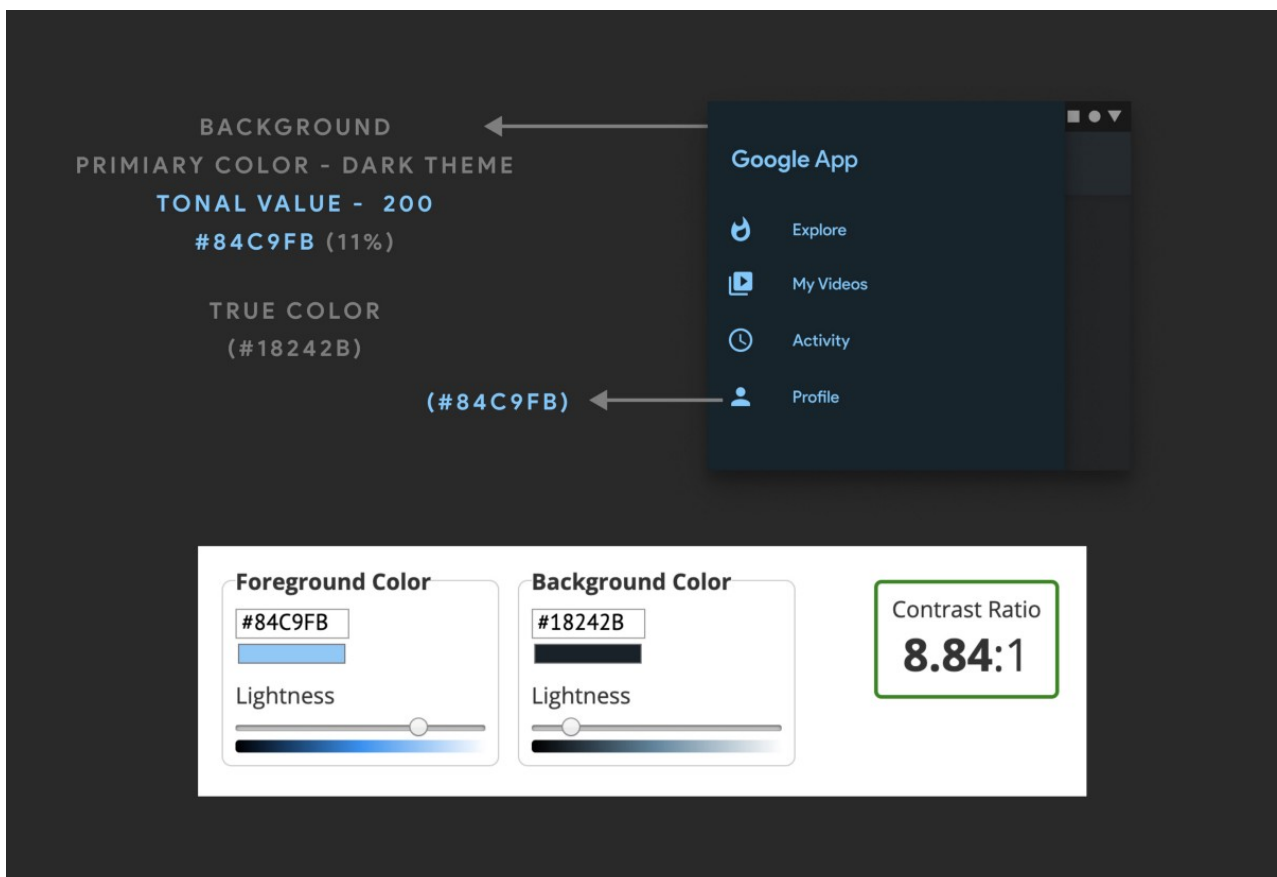 BACKGROUND
PRIMIARY COLOR - DARK THEME
TONAL VALUE - 200
#84C9FB (11%)
TRUE COLOR
(#18242B)
(#84C9FB)
Google App
Explore
My Videos
Activity
Profile
Foreground Color
#84C9FB
Lightness
Background Color
#18242B
Lightness
Contrast Ratio
8.84:1